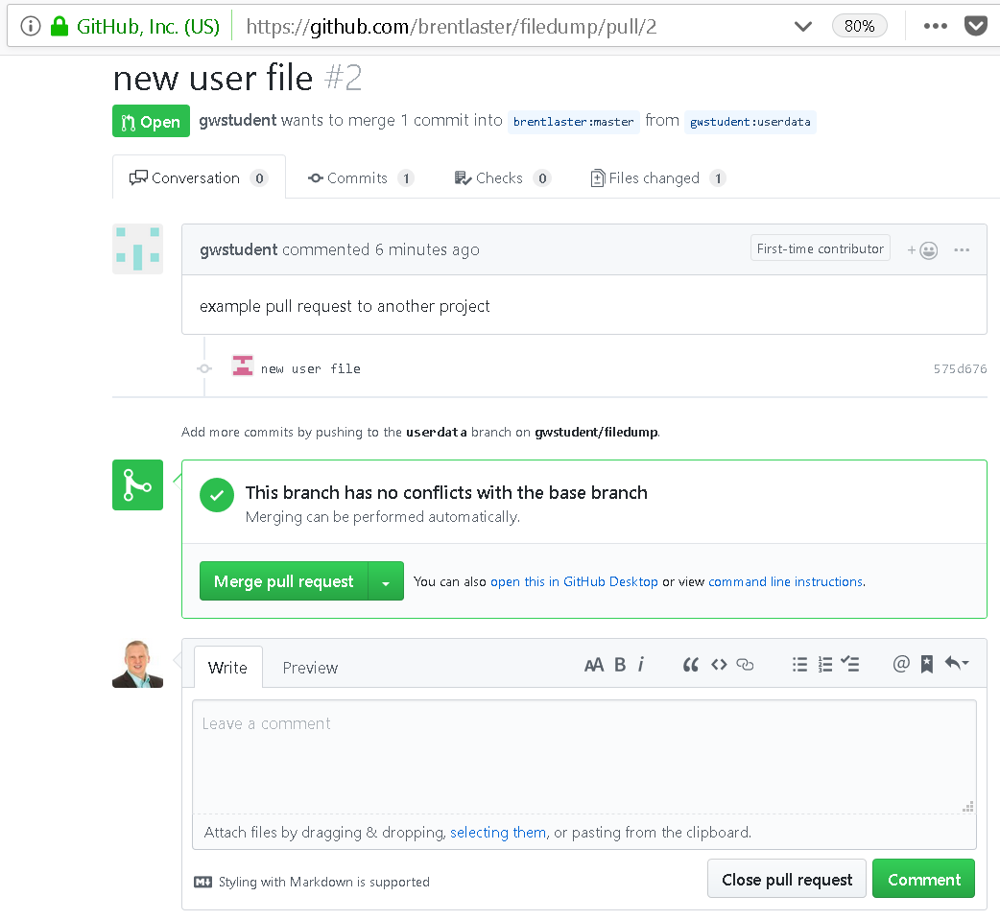 GitHub, Inc. (US) https://github.com/brentlaster/filedump/pull/2 80%
new user file #2
Open gwstudent wants to merge 1 commit into brentlaster:master from gwstudent:userdata
Conversation 0 Commits 1 Checks 0 Files changed 1
gwstudent commented 6 minutes ago First-time contributor +
example pull request to another project
new user file 575d676
Add more commits by pushing to the userdata branch on gwstudent/filedump.
This branch has no conflicts with the base branch
Merging can be performed automatically.
Merge pull request You can also open this in GitHub Desktop or view command line instructions.
Write Preview AA B i @
Leave a comment
Attach files by dragging & dropping, selecting them, or pasting from the clipboard.
Styling with Markdown is supported Close pull request Comment